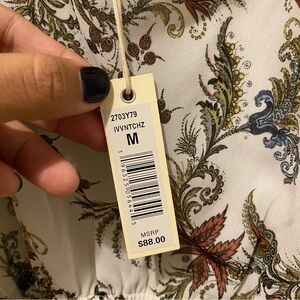 2703Y79
IVVNTCHZ
M
MSRP
$88.00